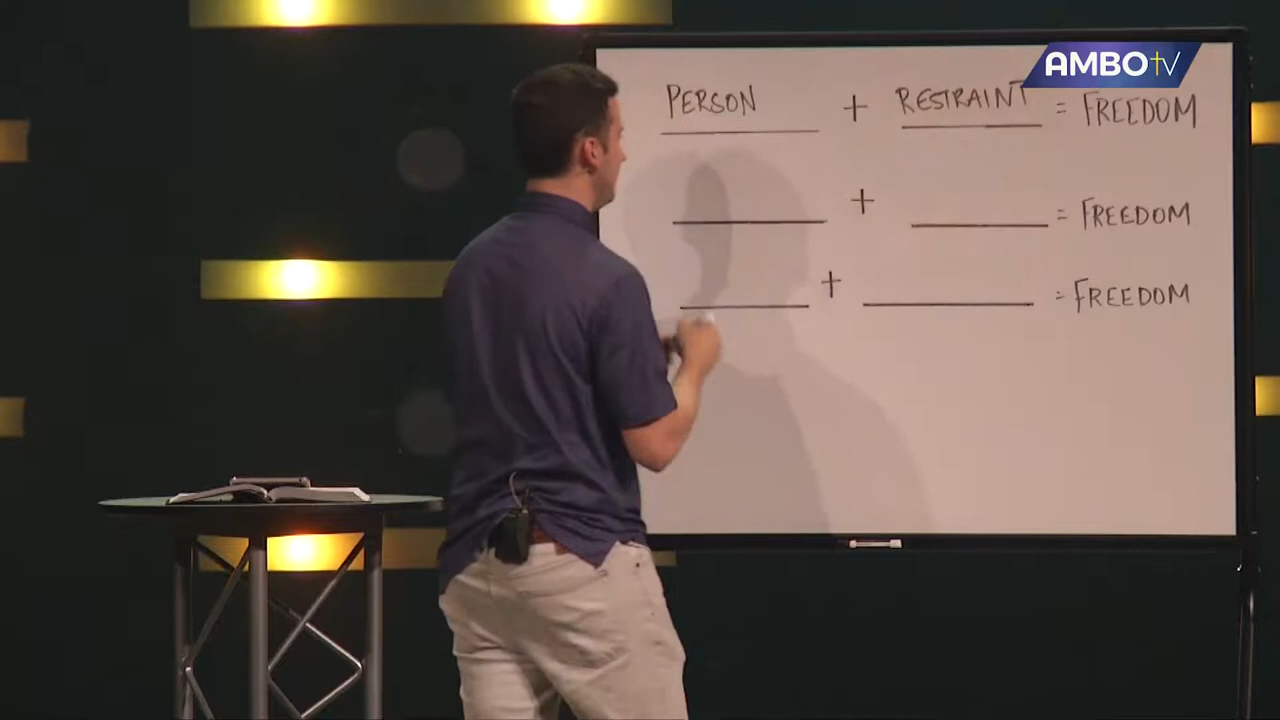 AMBOtv
PERSON + RESTRAINT = FREEDOM
+ = FREEDOM
+ = FREEDOM